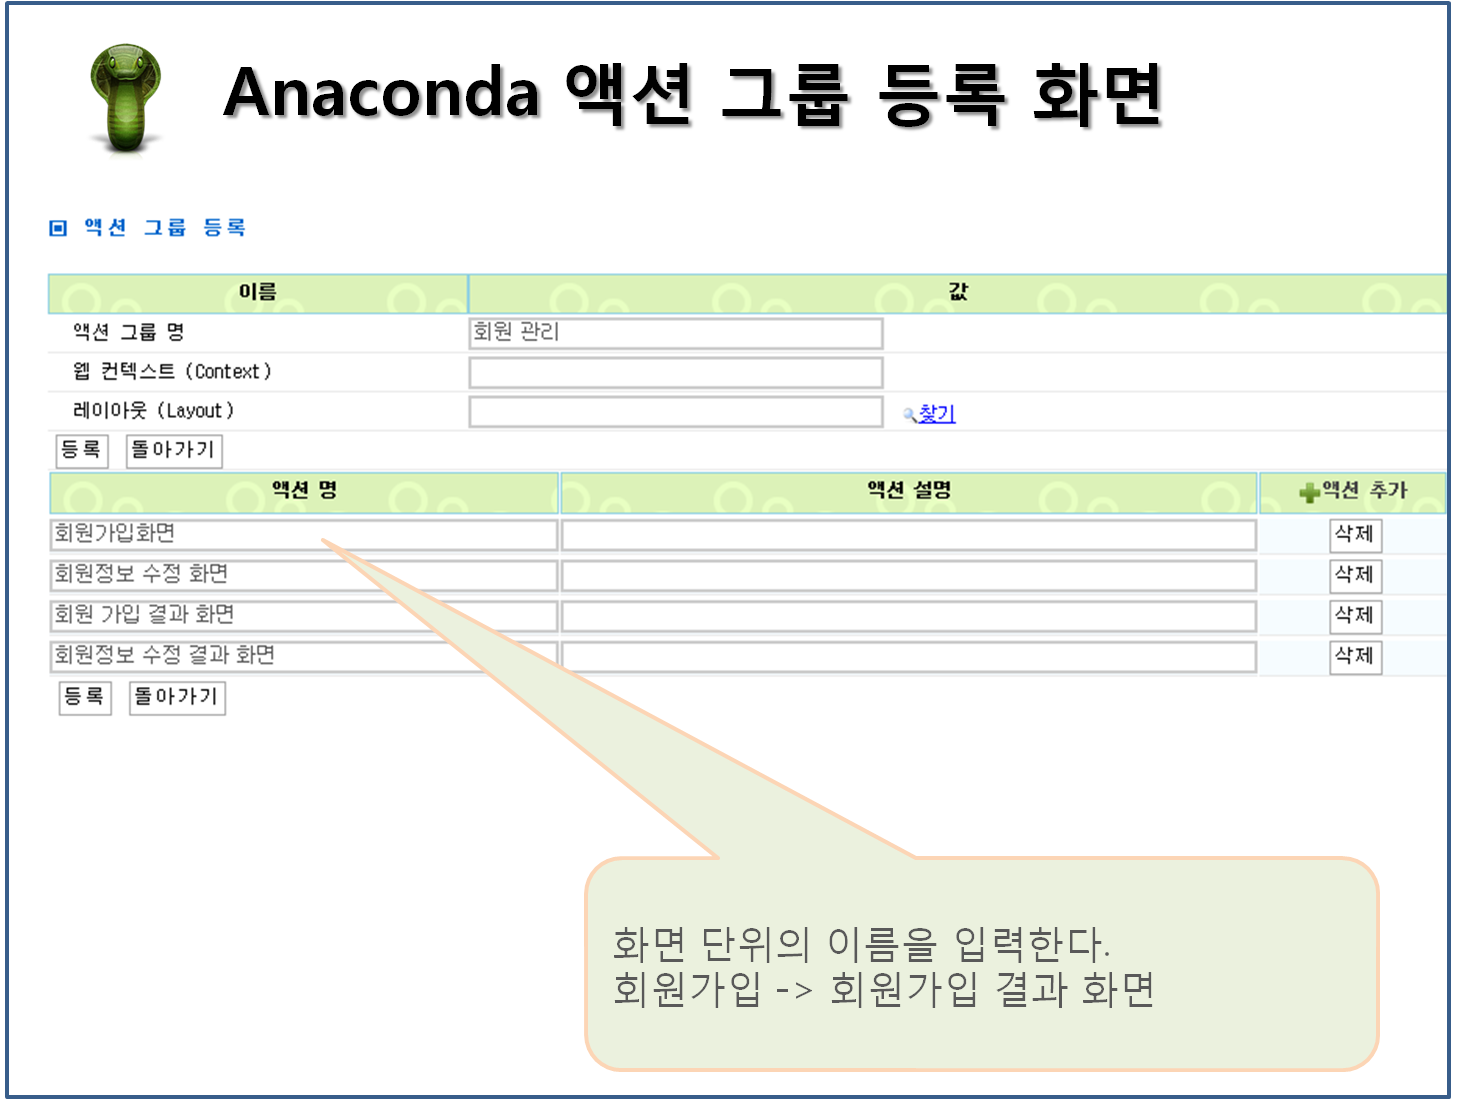 Anaconda 액션 그룹 등록 화면
액션 그룹 등록
이름 값
액션 그룹 명 회원 관리
웹 컨텍스트 (Context)
레이아웃 (Layout) 찾기
등록 돌아가기
액션 명 액션 설명 액션 추가
회원가입화면 삭제
회원정보 수정 화면 삭제
회원 가입 결과 화면 삭제
회원정보 수정 결과 화면 삭제
등록 돌아가기
화면 단위의 이름을 입력한다.
회원가입 -> 회원가입 결과 화면